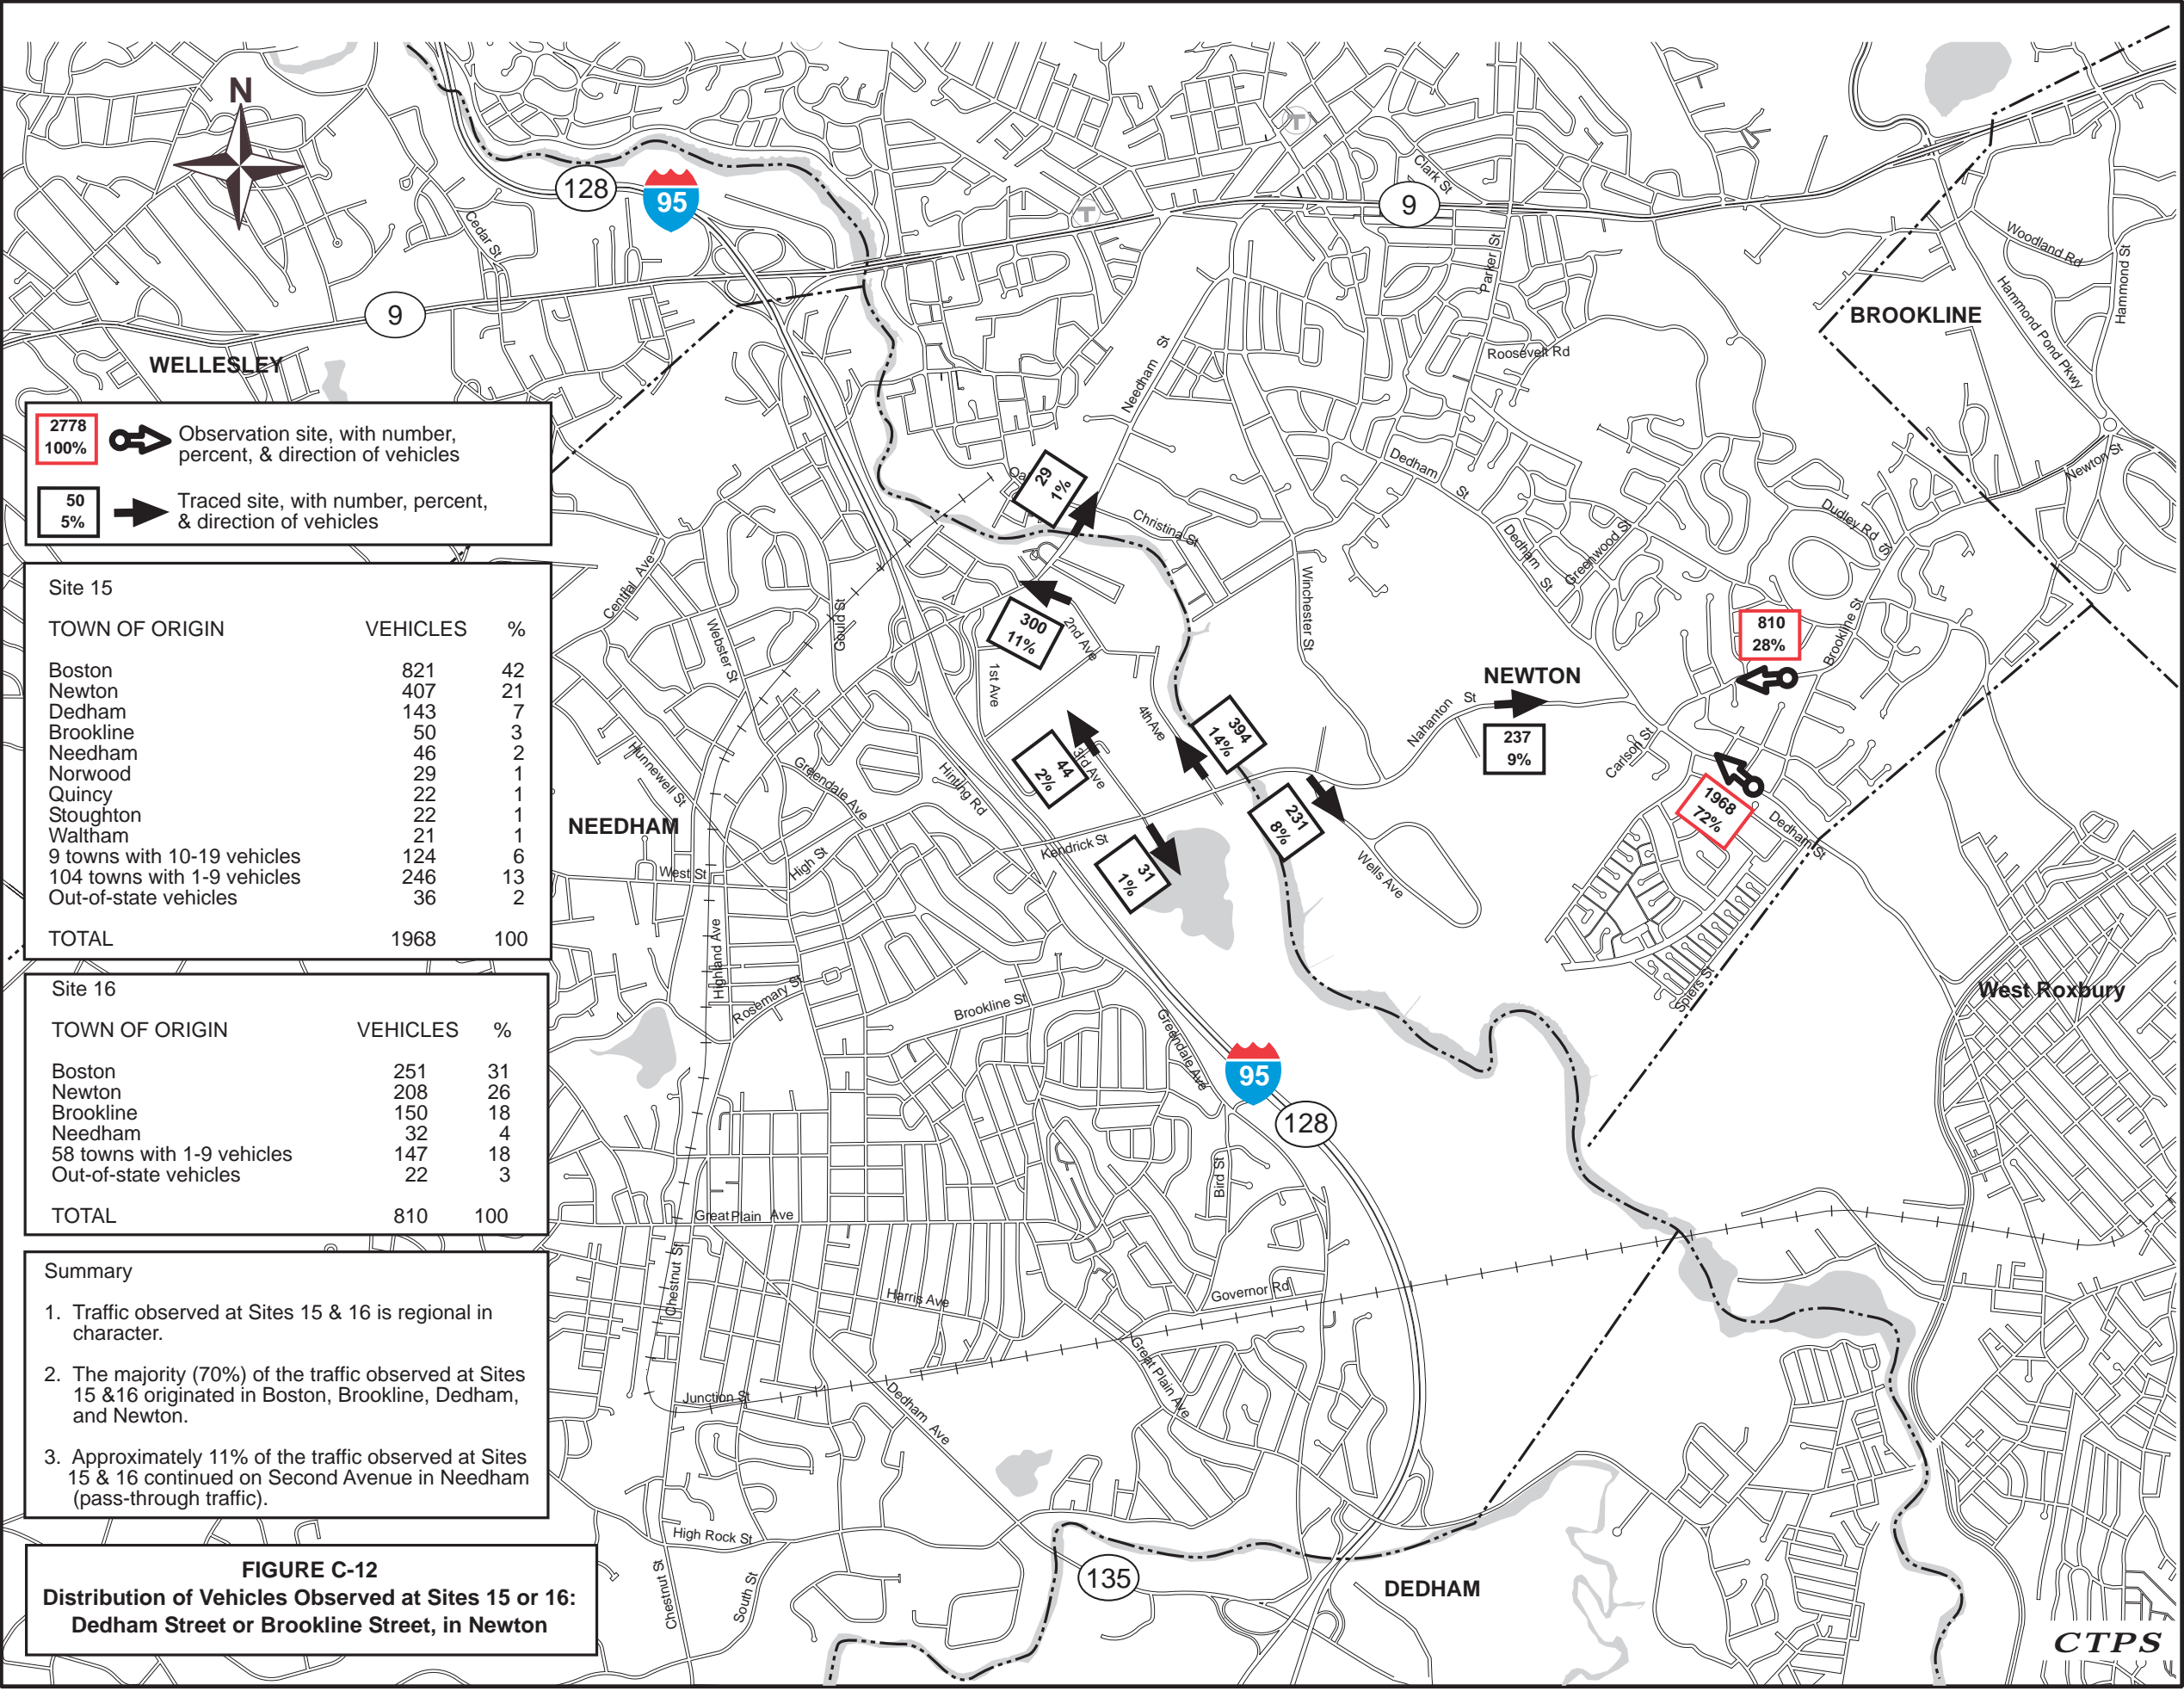 N
128
95
9
Clark St
Cedar St
9
Parker St
Woodland Rd
Hammond St
Hammond Pond Pkwy
BROOKLINE
WELLESLEY
Needham St
Roosevelt Rd
2778
100%
Observation site, with number,
percent, & direction of vehicles
50
5%
Traced site, with number, percent,
& direction of vehicles
Dedham St
Newton St
29
1%
Christina St
Dedham St
Greenwood St
Dudley Rd
St
Site 15
TOWN OF ORIGIN VEHICLES %
Boston 821 42
Newton 407 21
Dedham 143 7
Brookline 50 3
Needham 46 2
Norwood 29 1
Quincy 22 1
Stoughton 22 1
Waltham 21 1
9 towns with 10-19 vehicles 124 6
104 towns with 1-9 vehicles 246 13
Out-of-state vehicles 36 2
TOTAL 1968 100
Central Ave
Webster St
Gould St
300
11%
2nd Ave
1st Ave
Winchester St
810
28%
Brookline St
NEWTON
4th Ave
394
14%
Nahanton St
237
9%
Carlson St
44
2%
3rd Ave
Hunnewell St
Greendale Ave
Hinting Rd
NEEDHAM
231
8%
1968
72%
Dedham St
Kendrick St
31
1%
Wells Ave
West St
High St
Highland Ave
Rosemary St
Brookline St
Greendale Ave
Spiers St
West Roxbury
Site 16
TOWN OF ORIGIN VEHICLES %
Boston 251 31
Newton 208 26
Brookline 150 18
Needham 32 4
58 towns with 1-9 vehicles 147 18
Out-of-state vehicles 22 3
TOTAL 810 100
95
128
Bird St
Great Plain Ave
Chestnut St
Harris Ave
Governor Rd
Great Plain Ave
Junction St
Dedham Ave
Summary
1. Traffic observed at Sites 15 & 16 is regional in
character.
2. The majority (70%) of the traffic observed at Sites
15 &16 originated in Boston, Brookline, Dedham,
and Newton.
3. Approximately 11% of the traffic observed at Sites
15 & 16 continued on Second Avenue in Needham
(pass-through traffic).
High Rock St
Chestnut St
South St
135
DEDHAM
FIGURE C-12
Distribution of Vehicles Observed at Sites 15 or 16:
Dedham Street or Brookline Street, in Newton
CTPS